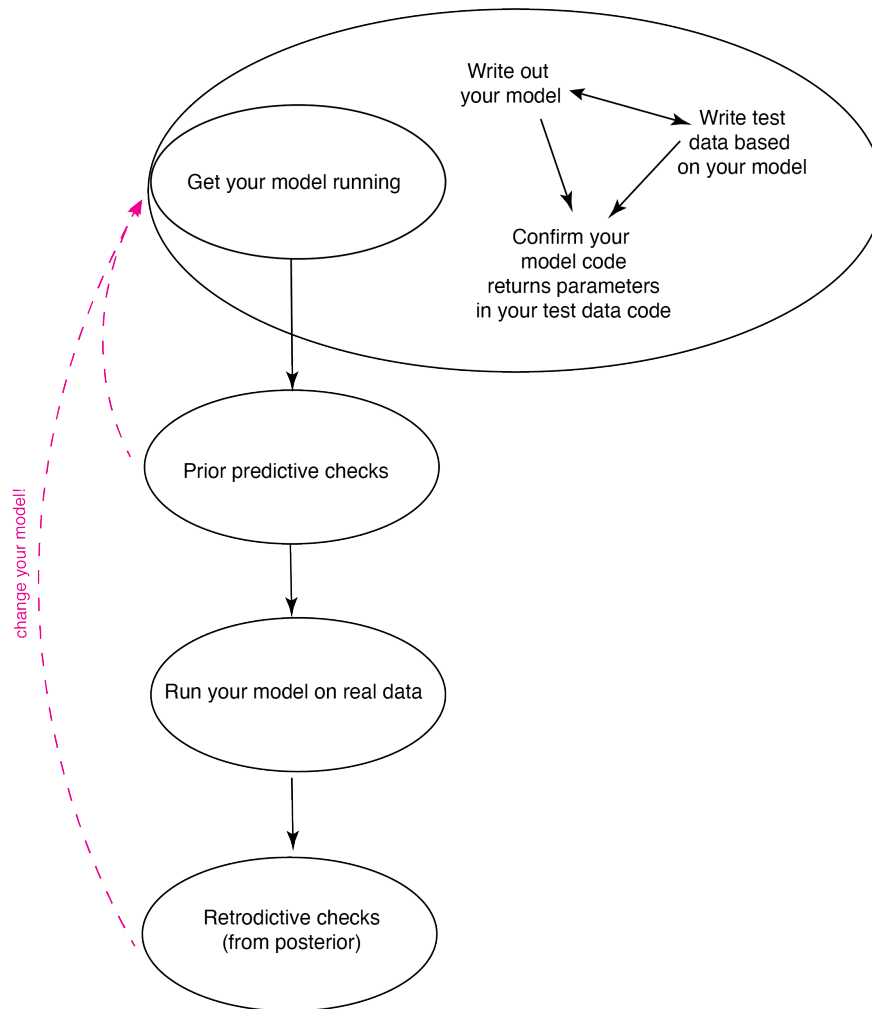 Write out
your model
Write test
data based
on your model
Get your model running
Confirm your
model code
returns parameters
in your test data code
Prior predictive checks
change your model!
Run your model on real data
Retrodictive checks
(from posterior)